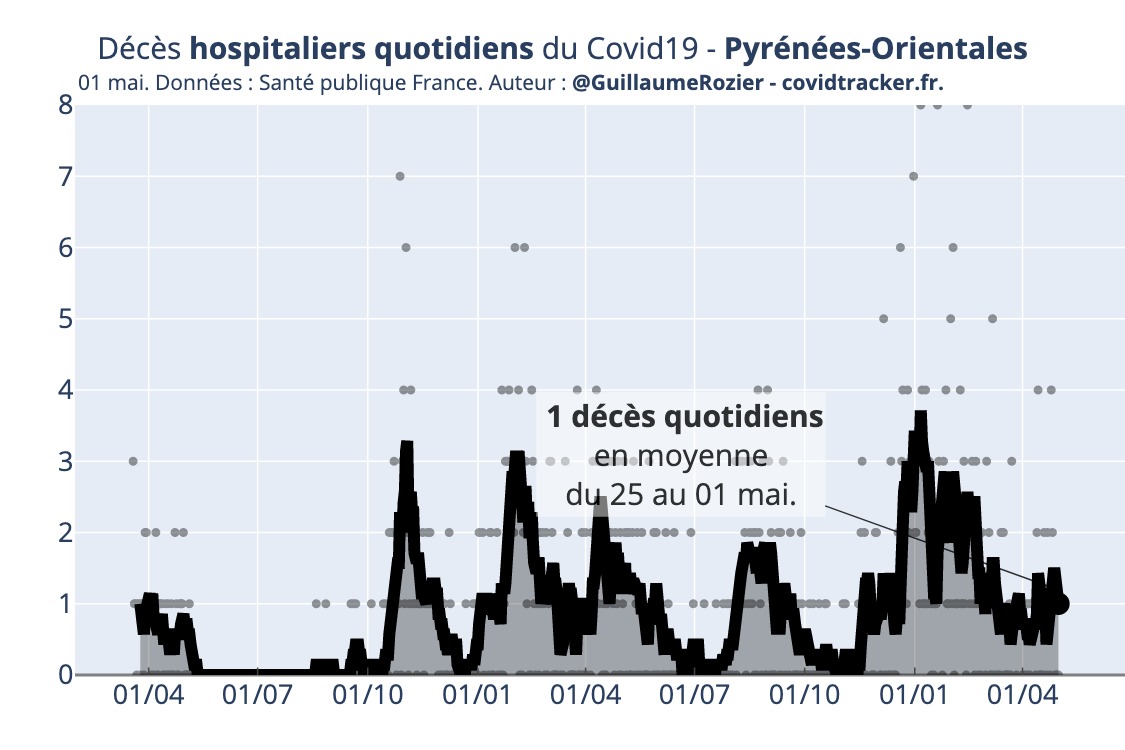 Décès hospitaliers quotidiens du Covid19 - Pyrénées-Orientales
01 mai. Données : Santé publique France. Auteur : @GuillaumeRozier - covidtracker.fr.
8
7
6
5
4
3
2
1
0
1 décès quotidiens
en moyenne
du 25 au 01 mai.
01/04 01/07 01/10 01/01 01/04 01/07 01/10 01/01 01/04